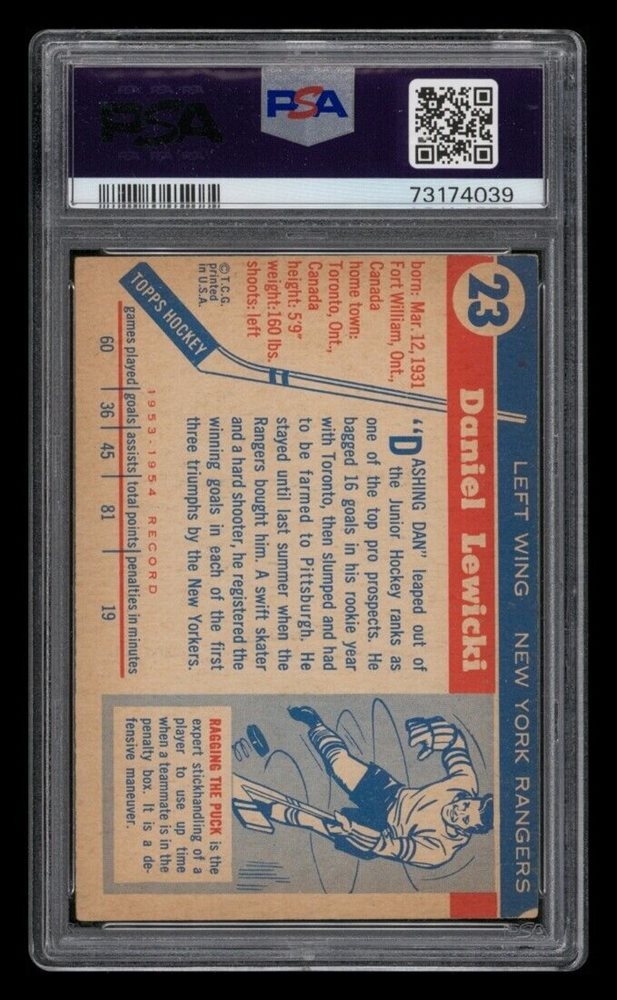 PSA
PSA
73174039
23
LEFT WING NEW YORK RANGERS
Daniel Lewicki
born: Mar. 12, 1931
Fort William, Ont.,
Canada
home town:
Toronto, Ont.,
Canada
height: 5'9"
weight: 160 lbs.
shoots: left
© T.C.G.
printed
in U.S.A.
TOPPS HOCKEY
"DASHING DAN" leaped out of
the Junior Hockey ranks as
one of the top pro prospects. He
bagged 16 goals in his rookie year
with Toronto, then slumped and had
to be farmed to Pittsburgh. He
stayed until last summer when the
Rangers bought him. A swift skater
and a hard shooter, he registered the
winning goals in each of the first
three triumphs by the New Yorkers.
1953-1954 RECORD
games played goals assists total points penalties in minutes
60 36 45 81 19
RAGGING THE PUCK is the
expert stickhandling of a
player to use up time
when a teammate is in the
penalty box. It is a de-
fensive maneuver.
PSA